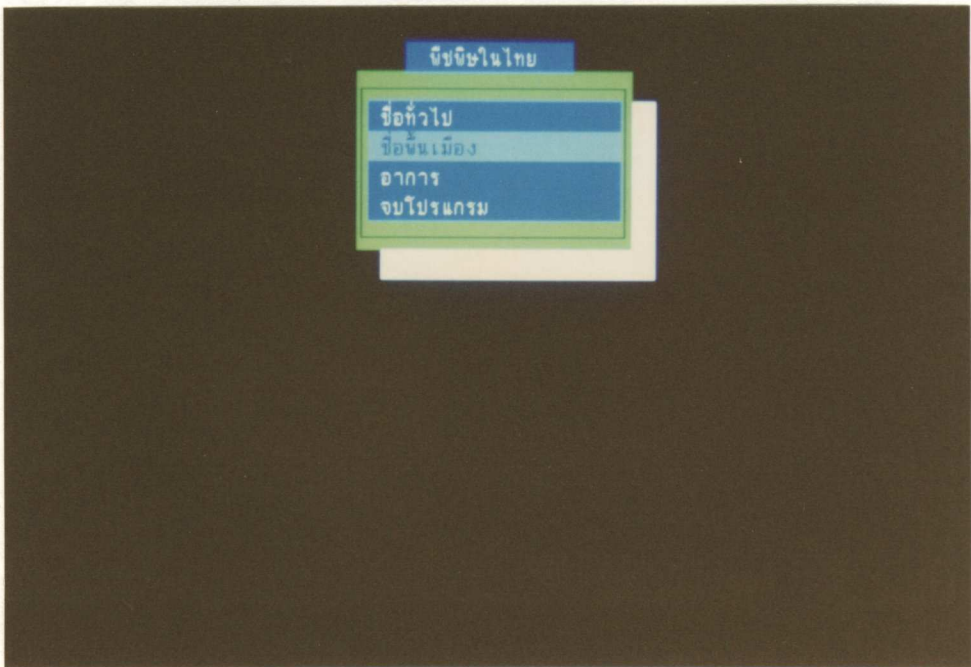 พืชพิษในไทย
ชื่อทั่วไป
ชื่อพื้นเมือง
อาการ
จบโปรแกรม